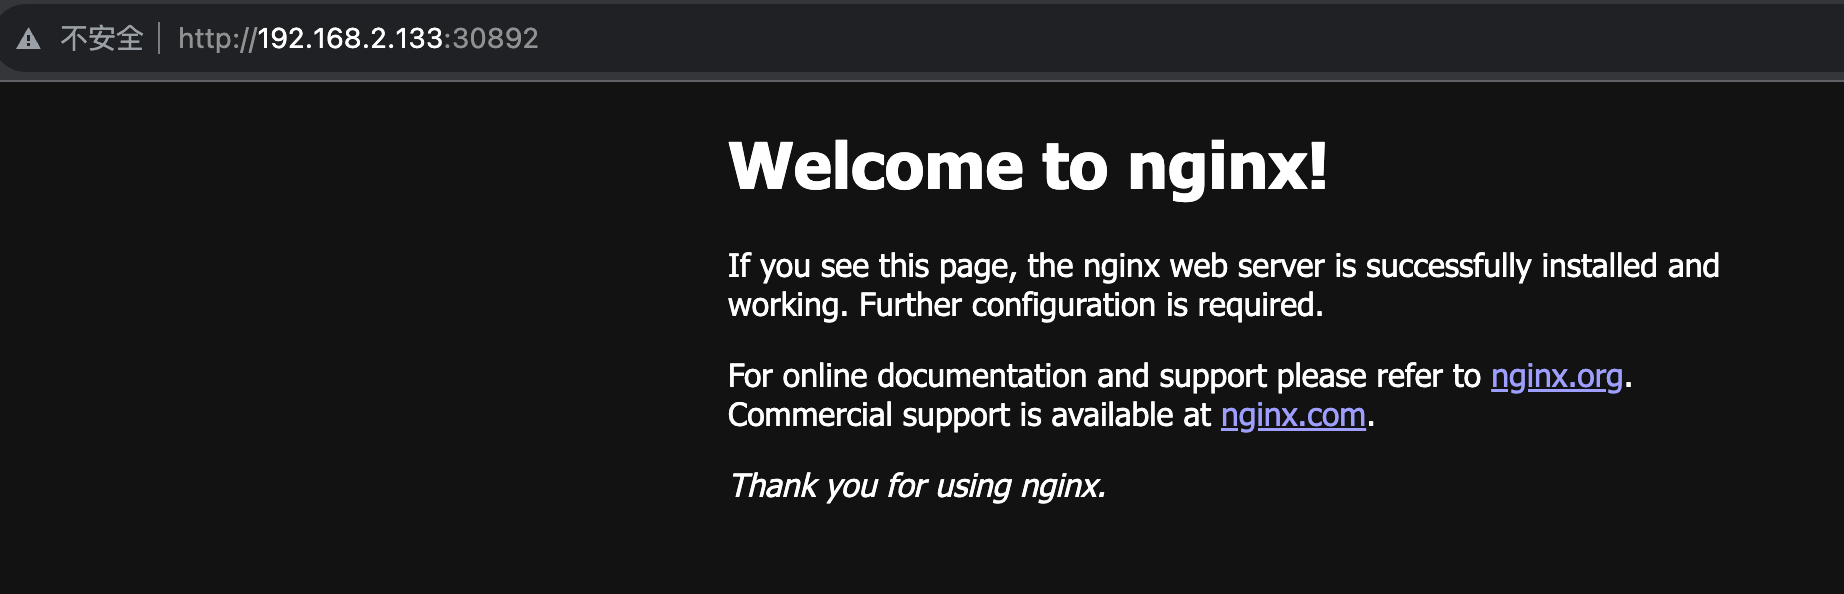 不安全 | http://192.168.2.133:30892
Welcome to nginx!
If you see this page, the nginx web server is successfully installed and
working. Further configuration is required.
For online documentation and support please refer to nginx.org.
Commercial support is available at nginx.com.
Thank you for using nginx.